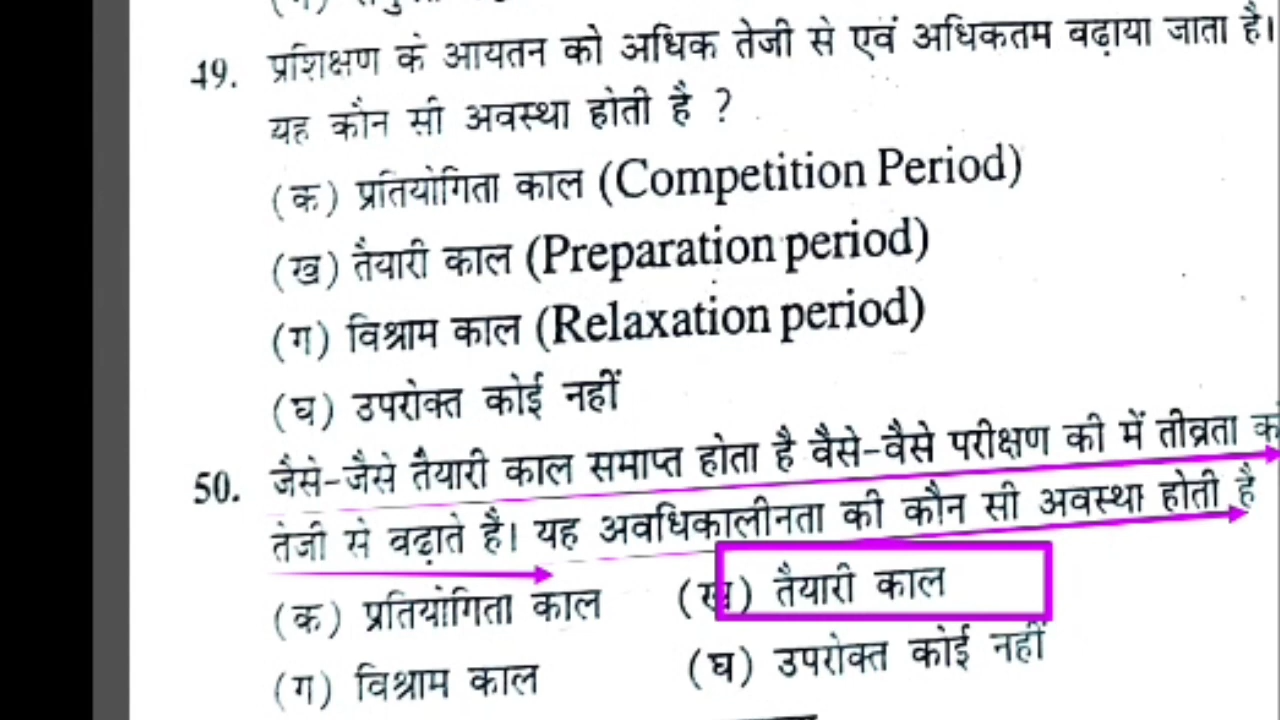 49. प्रशिक्षण के आयतन को अधिक तेजी से एवं अधिकतम बढ़ाया जाता है।
यह कौन सी अवस्था होती है ?
(क) प्रतियोगिता काल (Competition Period)
(ख) तैयारी काल (Preparation period)
(ग) विश्राम काल (Relaxation period)
(घ) उपरोक्त कोई नहीं
50. जैसे-जैसे तैयारी काल समाप्त होता है वैसे-वैसे परीक्षण की में तीव्रता
तेजी से बढ़ाते है। यह अवधिकालीनता की कौन सी अवस्था होती है
(क) प्रतियोगिता काल (ख) तैयारी काल
(ग) विश्राम काल (घ) उपरोक्त कोई नहीं